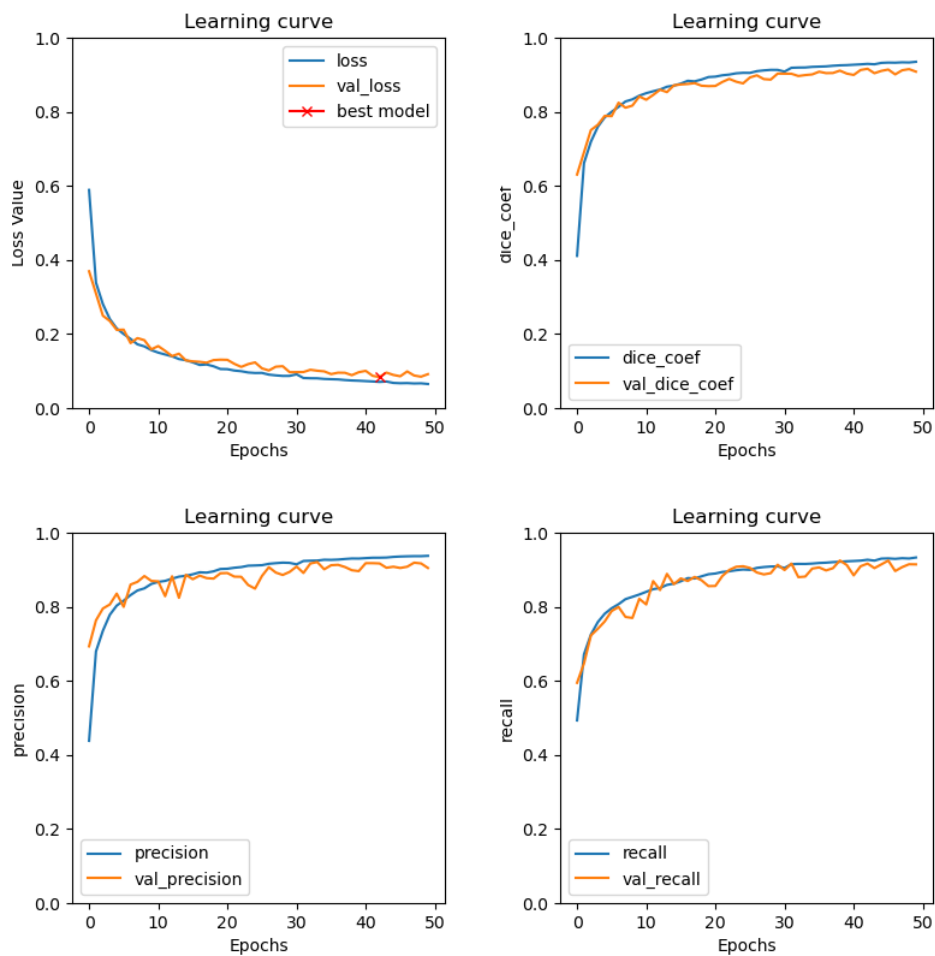 Learning curve
1.0
0.8
0.6
0.4
0.2
0.0
Loss Value
loss
val_loss
best model
0 10 20 30 40 50
Epochs
Learning curve
1.0
0.8
0.6
0.4
0.2
0.0
dice_coef
dice_coef
val_dice_coef
0 10 20 30 40 50
Epochs
Learning curve
1.0
0.8
0.6
0.4
0.2
0.0
precision
precision
val_precision
0 10 20 30 40 50
Epochs
Learning curve
1.0
0.8
0.6
0.4
0.2
0.0
recall
recall
val_recall
0 10 20 30 40 50
Epochs